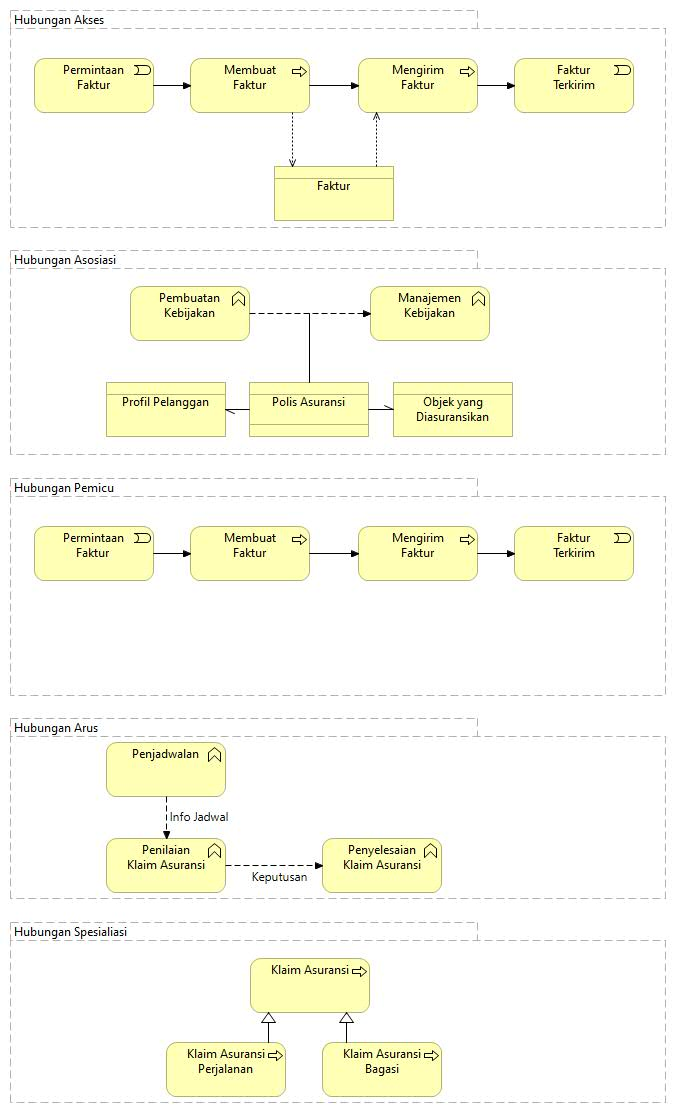 Hubungan Akses
Permintaan
Faktur
Membuat
Faktur
Mengirim
Faktur
Faktur
Terkirim
Faktur
Hubungan Asosiasi
Pembuatan
Kebijakan
Manajemen
Kebijakan
Profil Pelanggan
Polis Asuransi
Objek yang
Diasuransikan
Hubungan Pemicu
Permintaan
Faktur
Membuat
Faktur
Mengirim
Faktur
Faktur
Terkirim
Hubungan Arus
Penjadwalan
Info Jadwal
Penilaian
Klaim Asuransi
Keputusan
Penyelesaian
Klaim Asuransi
Hubungan Spesialiasi
Klaim Asuransi
Klaim Asuransi
Perjalanan
Klaim Asuransi
Bagasi